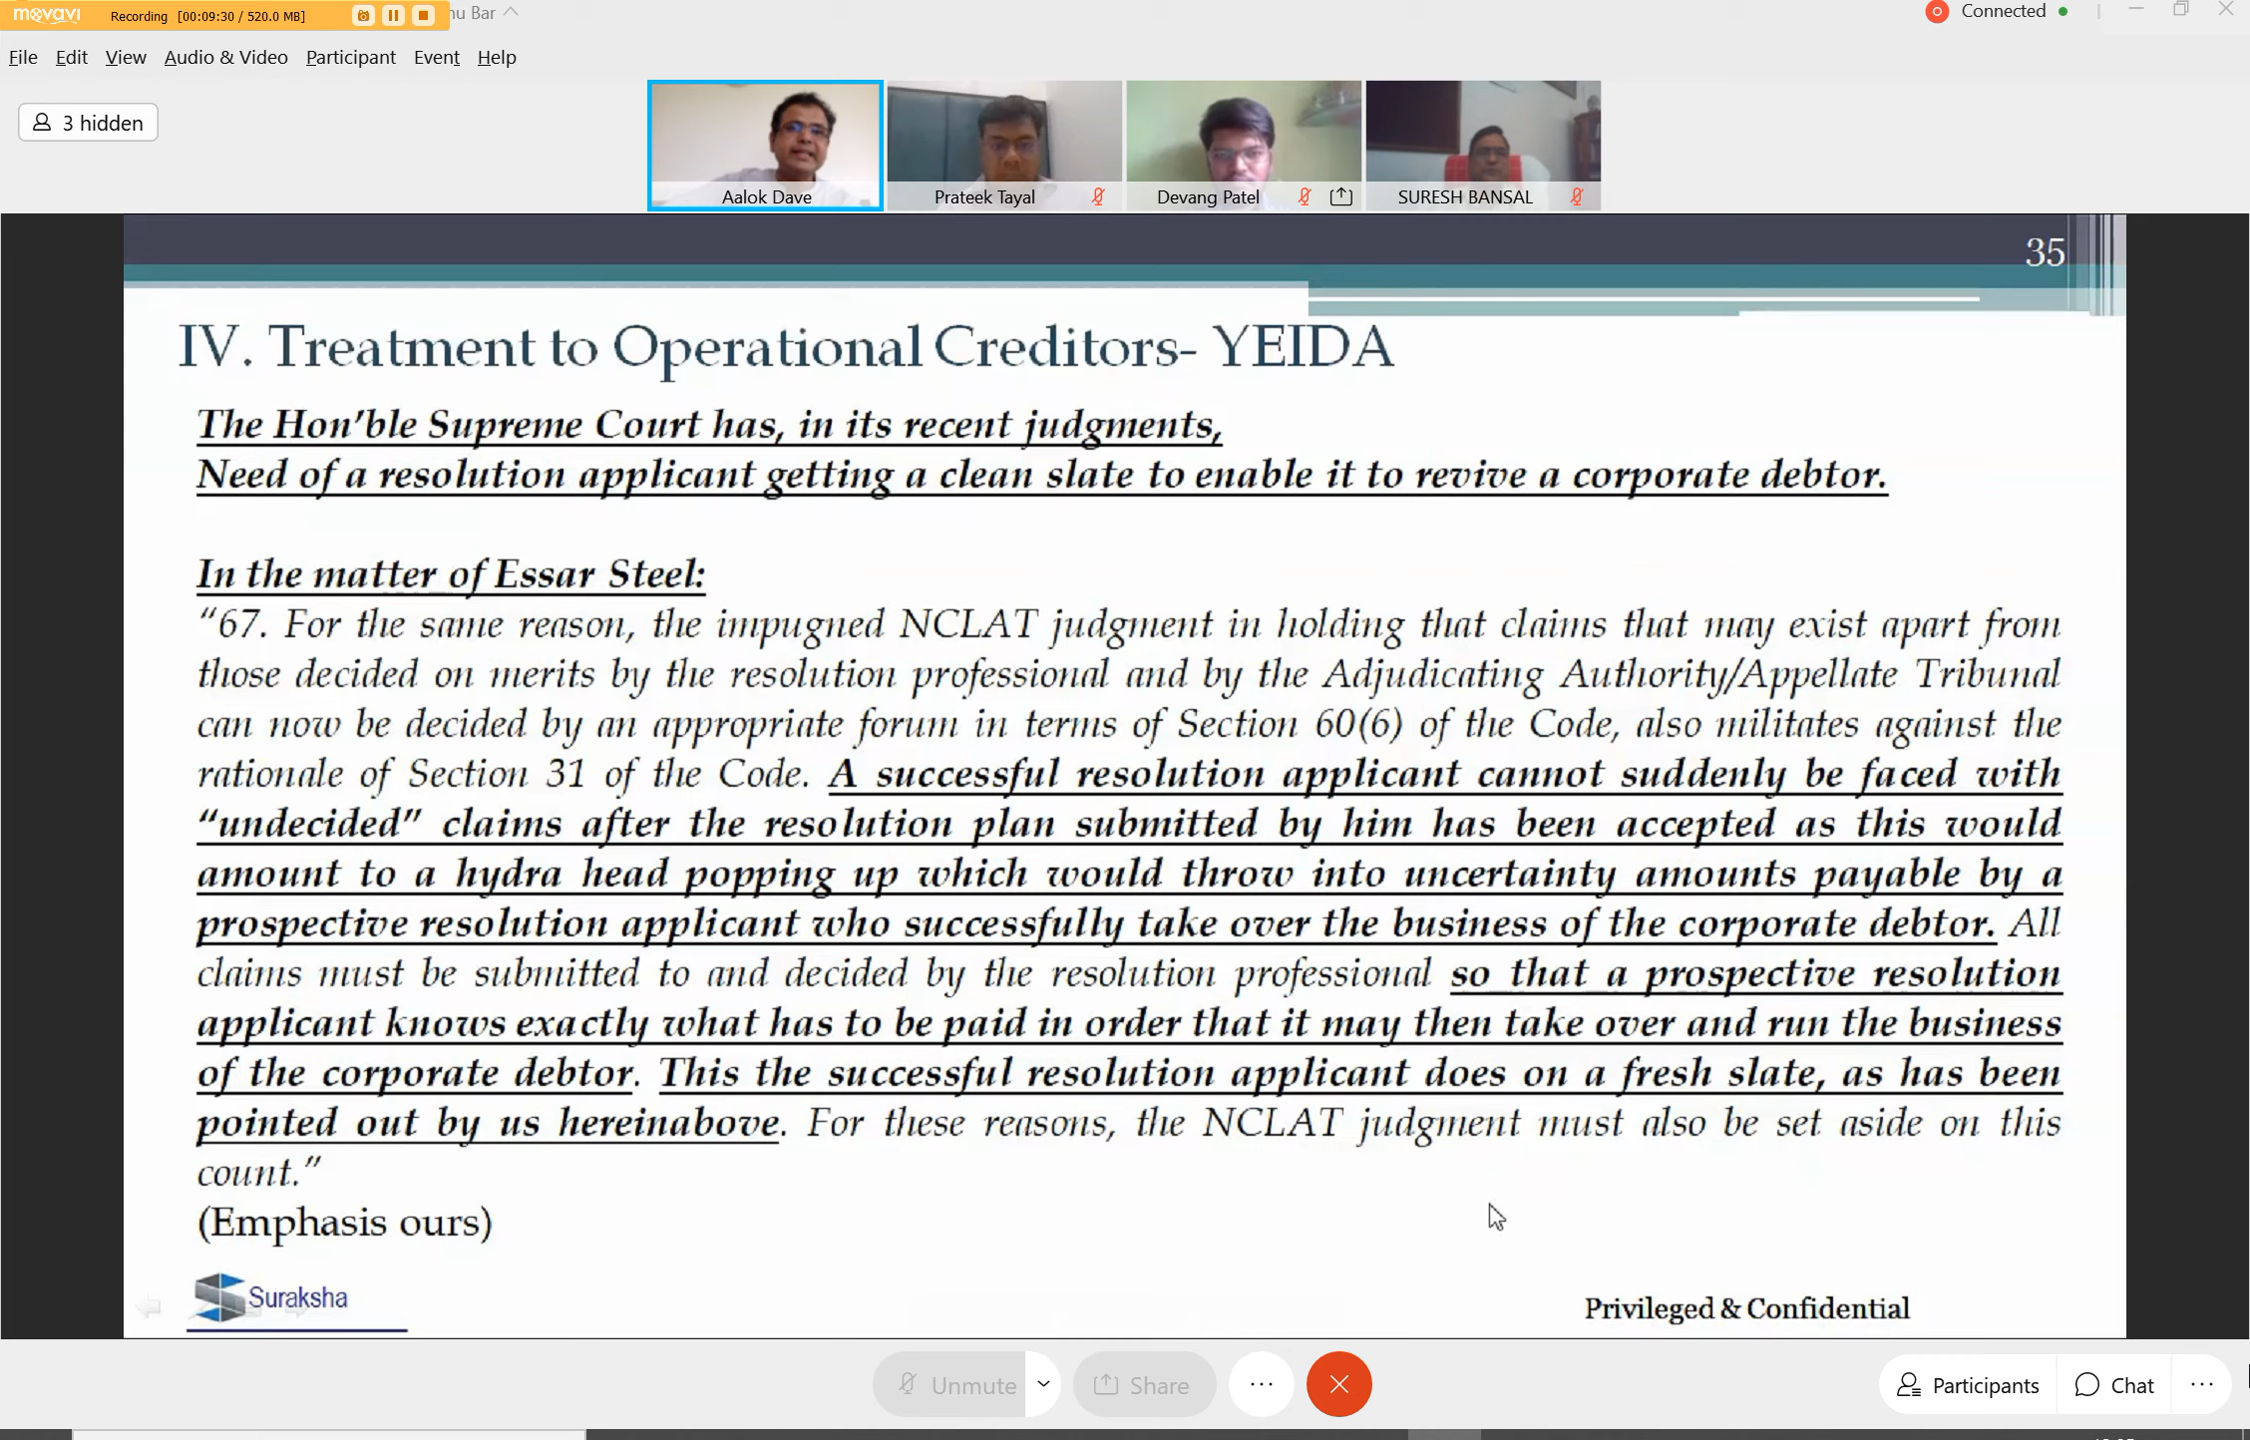 movavi Recording [00:09:30 / 520.0 MB] nu Bar
Connected
File Edit View Audio & Video Participant Event Help
3 hidden
Aalok Dave
Prateek Tayal
Devang Patel
SURESH BANSAL
35
IV. Treatment to Operational Creditors- YEIDA
The Hon'ble Supreme Court has, in its recent judgments,
Need of a resolution applicant getting a clean slate to enable it to revive a corporate debtor.
In the matter of Essar Steel:
“67. For the same reason, the impugned NCLAT judgment in holding that claims that may exist apart from
those decided on merits by the resolution professional and by the Adjudicating Authority/Appellate Tribunal
can now be decided by an appropriate forum in terms of Section 60(6) of the Code, also militates against the
rationale of Section 31 of the Code. A successful resolution applicant cannot suddenly be faced with
“undecided” claims after the resolution plan submitted by him has been accepted as this would
amount to a hydra head popping up which would throw into uncertainty amounts payable by a
prospective resolution applicant who successfully take over the business of the corporate debtor. All
claims must be submitted to and decided by the resolution professional so that a prospective resolution
applicant knows exactly what has to be paid in order that it may then take over and run the business
of the corporate debtor. This the successful resolution applicant does on a fresh slate, as has been
pointed out by us hereinabove. For these reasons, the NCLAT judgment must also be set aside on this
count.”
(Emphasis ours)
Suraksha
Privileged & Confidential
Unmute
Share
Participants
Chat